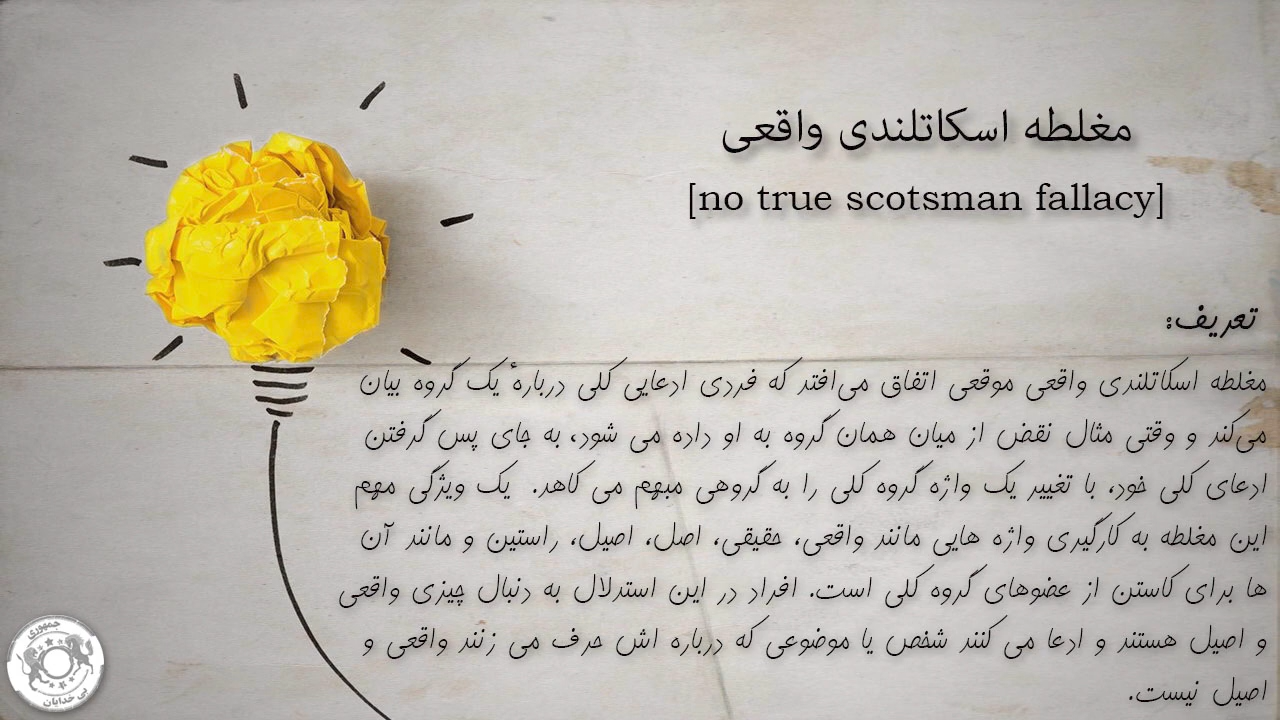 مغلطه اسکاتلندی واقعی
[no true scotsman fallacy]
تعریف:
مغلطه اسکاتلندی واقعی موقعی اتفاق می‌افتد که فردی ادعایی کلی دربارهٔ یک گروه بیان
می‌کند و وقتی مثال نقض از میان همان گروه به او داده می شود، به جای پس گرفتن
ادعای کلی خود، با تغییر یک واژه گروه کلی را به گروهی مبهم می کاهد. یک ویژگی مهم
این مغلطه به کارگیری واژه هایی مانند واقعی، حقیقی، اصل، اصیل، راستین و مانند آن
ها برای کاستن از عضوهای گروه کلی است. افراد در این استدلال به دنبال چیزی واقعی
و اصیل هستند و ادعا می کنند شخص یا موضوعی که درباره اش حرف می زنند واقعی و
اصیل نیست.
جمهوری
بی خدایان